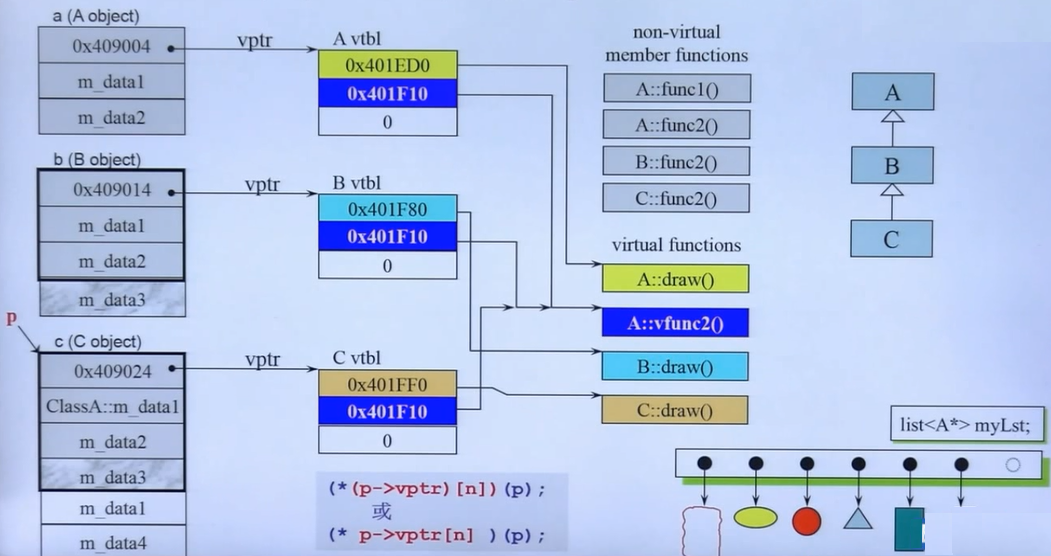 a (A object)
0x409004
m_data1
m_data2
vptr
A vtbl
0x401ED0
0x401F10
0
b (B object)
0x409014
m_data1
m_data2
m_data3
vptr
B vtbl
0x401F80
0x401F10
0
p
c (C object)
0x409024
ClassA::m_data1
m_data2
m_data3
m_data1
m_data4
vptr
C vtbl
0x401FF0
0x401F10
0
(*(p->vptr)[n])(p);
或
(* p->vptr[n] )(p);
non-virtual
member functions
A::func1()
A::func2()
B::func2()
C::func2()
virtual functions
A::draw()
A::vfunc2()
B::draw()
C::draw()
A
B
C
list<A*> myLst;